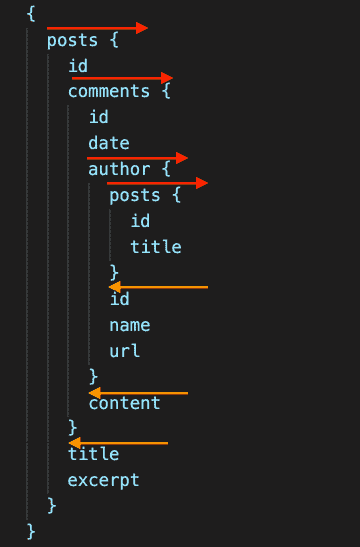 {
posts {
id
comments {
id
date
author {
posts {
id
title
}
id
name
url
}
content
}
title
excerpt
}
}